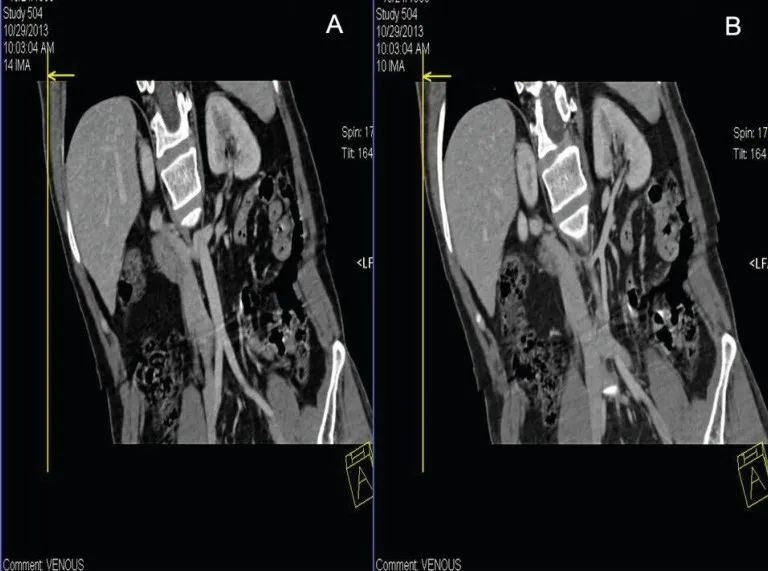 Study 504
10/29/2013
10:03:04 AM
14 IMA
A
Spin: 17
Tilt: 164
<LF
A
Comment: VENOUS
Study 504
10/29/2013
10:03:04 AM
10 IMA
B
Spin: 17
Tilt: 164
<LF
A
Comment: VENOUS